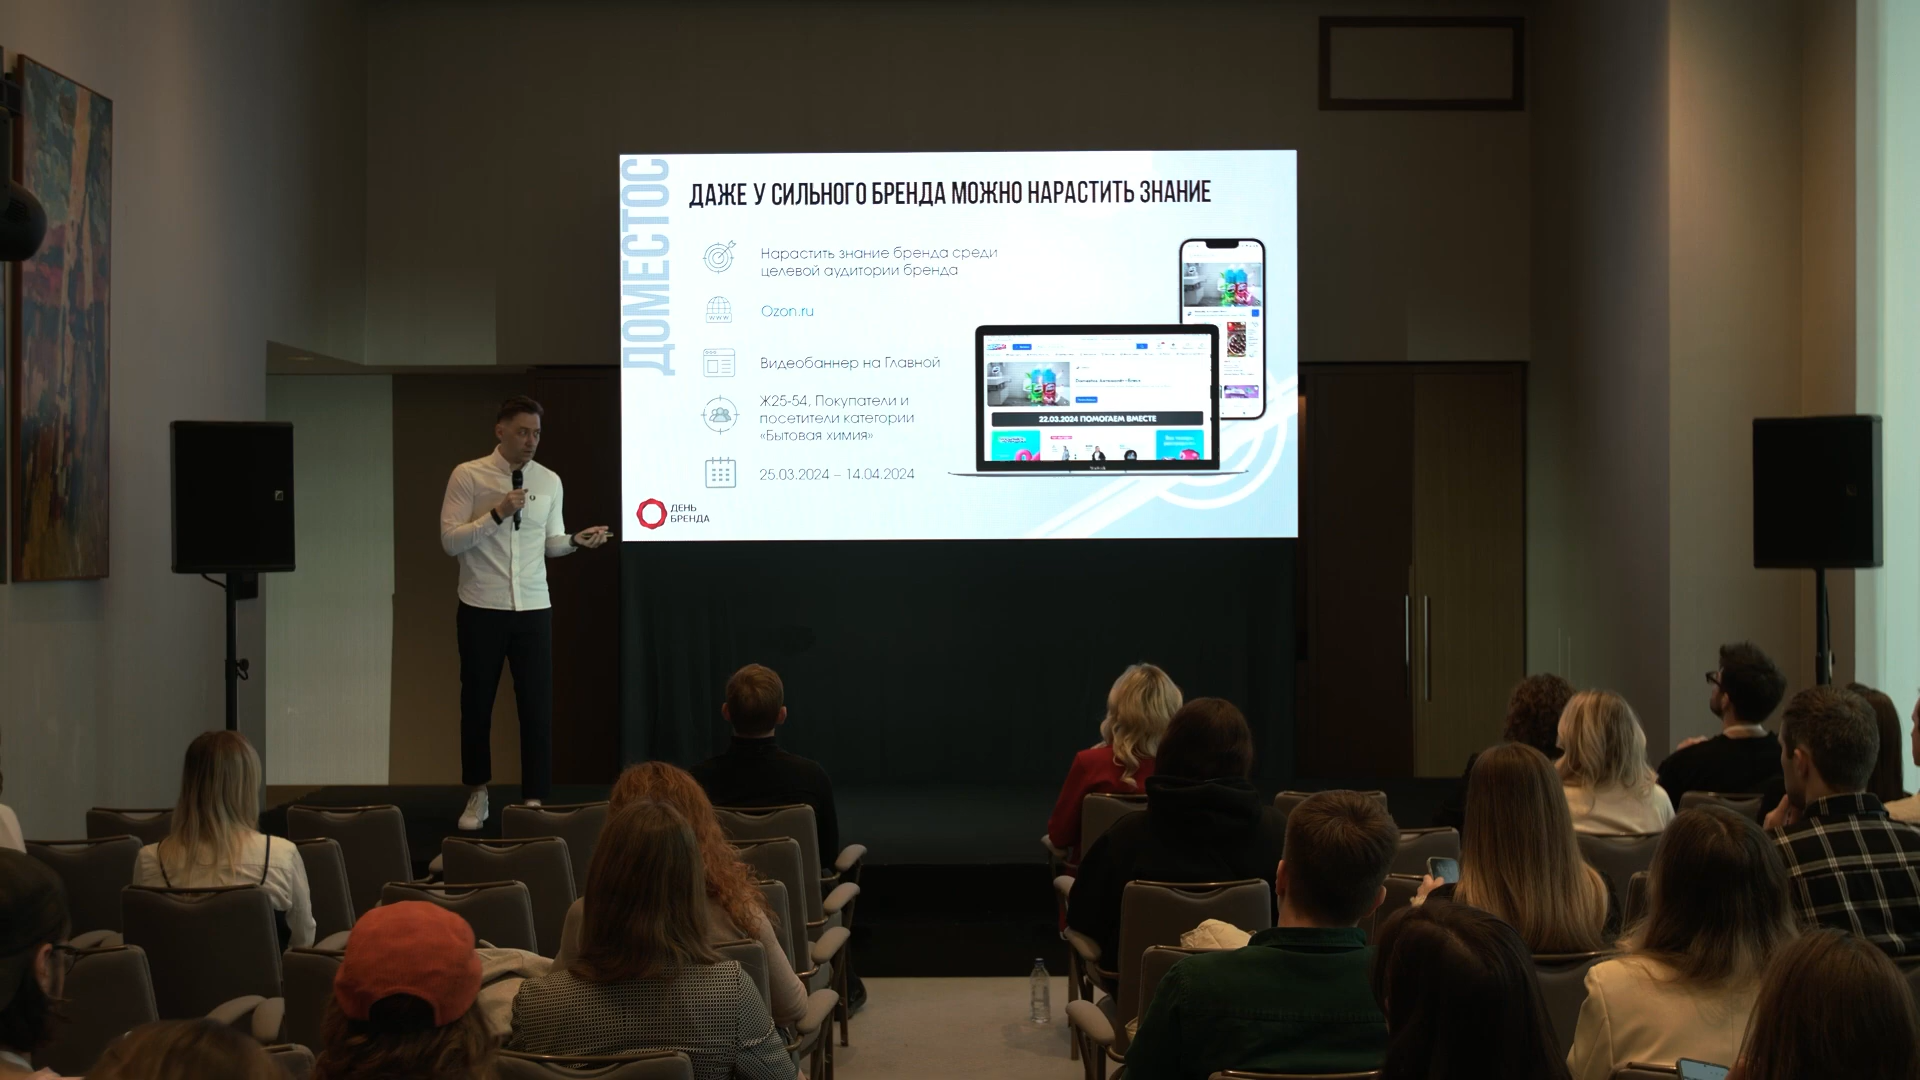 ДОМЕСТОС
ДАЖЕ У СИЛЬНОГО БРЕНДА МОЖНО НАРАСТИТЬ ЗНАНИЕ
Нарастить знание бренда среди
целевой аудитории бренда
www
Ozon.ru
Видеобаннер на Главной
Ж25-54, Покупатели и
посетители категории
«Бытовая химия»
25.03.2024 – 14.04.2024
22.03.2024 ПОМОГАЕМ ВМЕСТЕ
ДЕНЬ
БРЕНДА